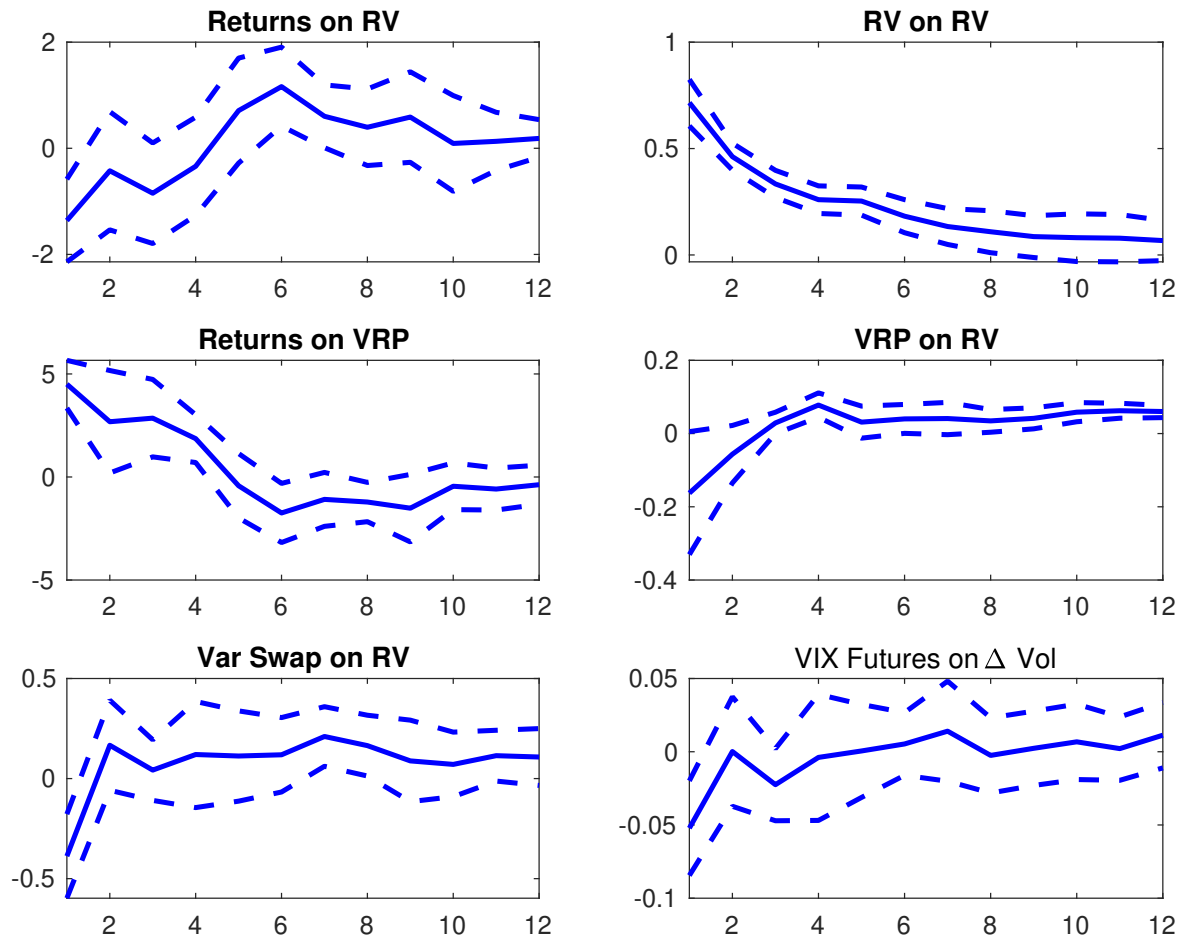 Returns on RV
2
0
-2
2 4 6 8 10 12
RV on RV
1
0.5
0
2 4 6 8 10 12
Returns on VRP
5
0
-5
2 4 6 8 10 12
VRP on RV
0.2
0
-0.2
-0.4
2 4 6 8 10 12
Var Swap on RV
0.5
0
-0.5
2 4 6 8 10 12
VIX Futures on Δ Vol
0.05
0
-0.05
-0.1
2 4 6 8 10 12